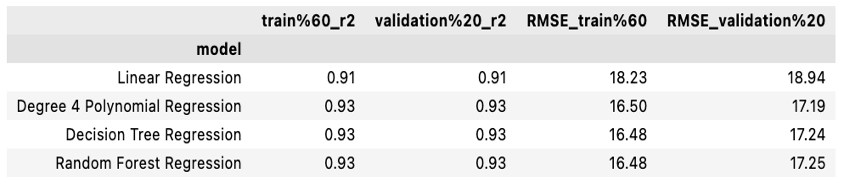 train%60_r2 validation%20_r2 RMSE_train%60 RMSE_validation%20
model
Linear Regression 0.91 0.91 18.23 18.94
Degree 4 Polynomial Regression 0.93 0.93 16.50 17.19
Decision Tree Regression 0.93 0.93 16.48 17.24
Random Forest Regression 0.93 0.93 16.48 17.25